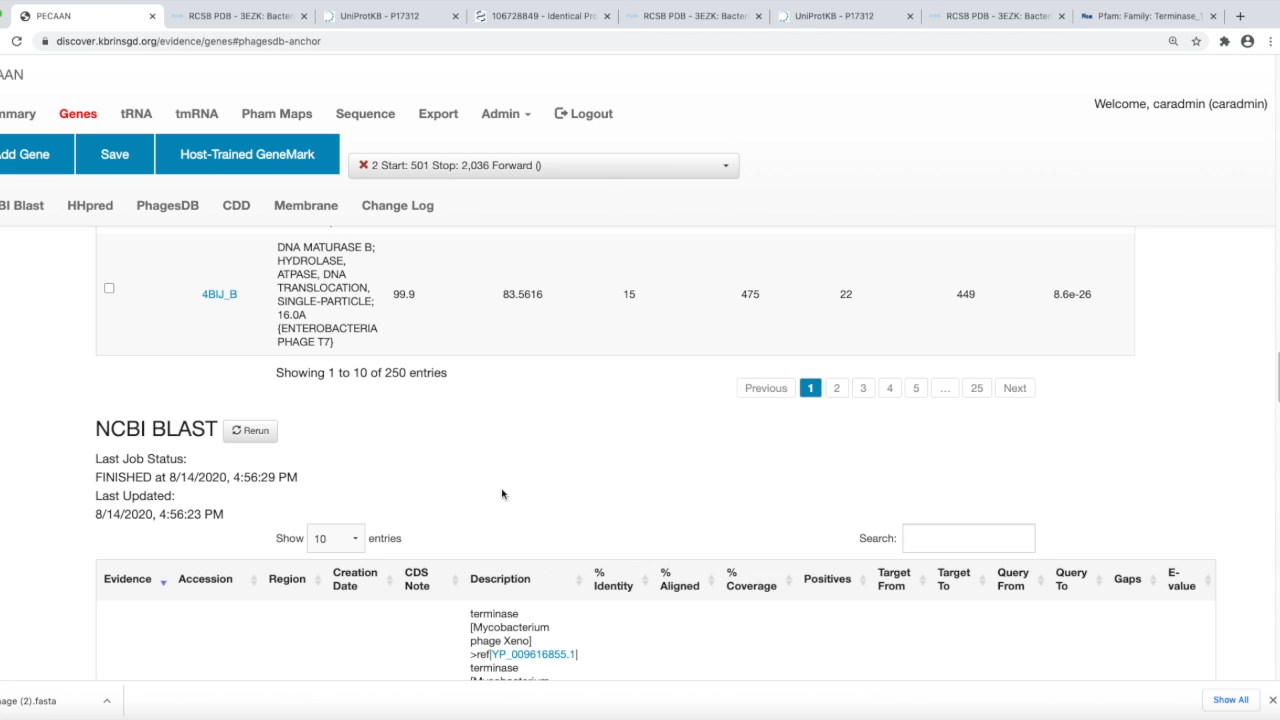 PECAAN
RCSB PDB - 3EZK: Bacter
UniProtKB - P17312
106728849 - Identical Pro
RCSB PDB - 3EZK: Bacter
UniProtKB - P17312
RCSB PDB - 3EZK: Bacter
Pfam: Family: Terminase_
discover.kbrinsgd.org/evidence/genes#phagesdb-anchor
AAN
Welcome, caradmin (caradmin)
mmary Genes tRNA tmRNA Pham Maps Sequence Export Admin Logout
dd Gene Save Host-Trained GeneMark 2 Start: 501 Stop: 2,036 Forward ()
BI Blast HHpred PhagesDB CDD Membrane Change Log
DNA MATURASE B;
HYDROLASE,
ATPASE, DNA
TRANSLOCATION,
SINGLE-PARTICLE;
16.0A
{ENTEROBACTERIA
PHAGE T7}
4BIJ_B 99.9 83.5616 15 475 22 449 8.6e-26
Showing 1 to 10 of 250 entries
Previous 1 2 3 4 5 ... 25 Next
NCBI BLAST Rerun
Last Job Status:
FINISHED at 8/14/2020, 4:56:29 PM
Last Updated:
8/14/2020, 4:56:23 PM
Show 10 entries Search:
Evidence Accession Region Creation Date CDS Note Description % Identity % Aligned % Coverage Positives Target From Target To Query From Query To Gaps E-value
terminase
[Mycobacterium
phage Xeno]
>ref|YP_009616855.1|
terminase
[Mycobacterium
age (2).fasta
Show All